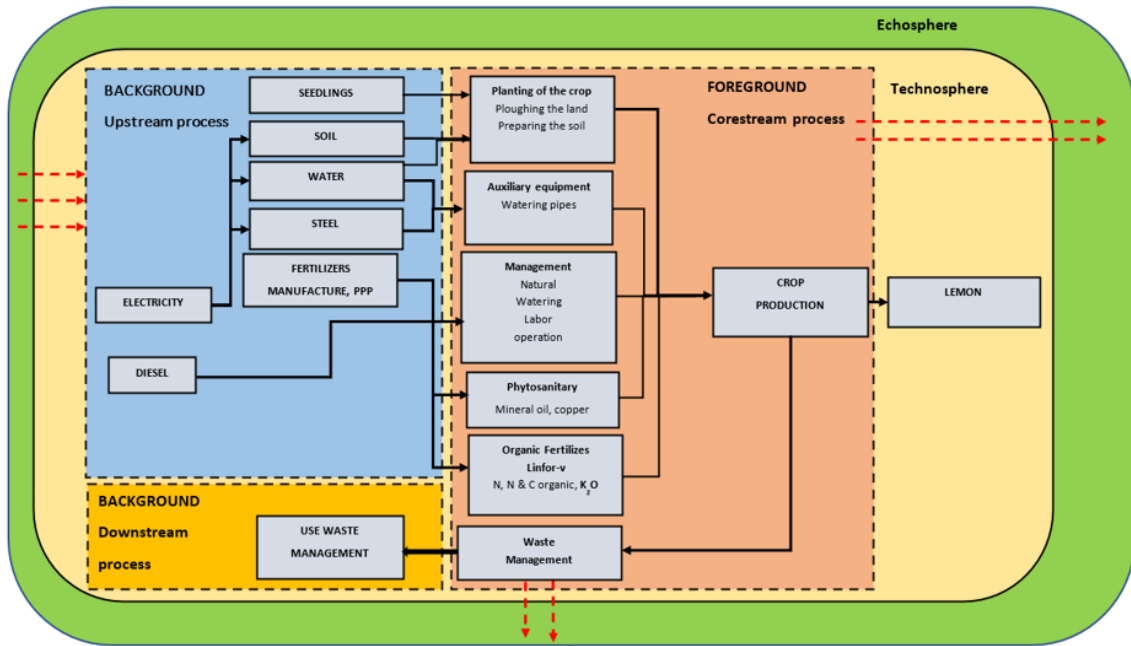 Echosphere
BACKGROUND
Upstream process
SEEDLINGS
SOIL
WATER
STEEL
FERTILIZERS
MANUFACTURE, PPP
ELECTRICITY
DIESEL
FOREGROUND
Corestream process
Planting of the crop
Ploughing the land
Preparing the soil
Auxiliary equipment
Watering pipes
Management
Natural
Watering
Labor
operation
Phytosanitary
Mineral oil, copper
Organic Fertilizes
Linfor-v
N, N & C organic, K₂O
Waste
Management
CROP
PRODUCTION
Technosphere
LEMON
BACKGROUND
Downstream
process
USE WASTE
MANAGEMENT